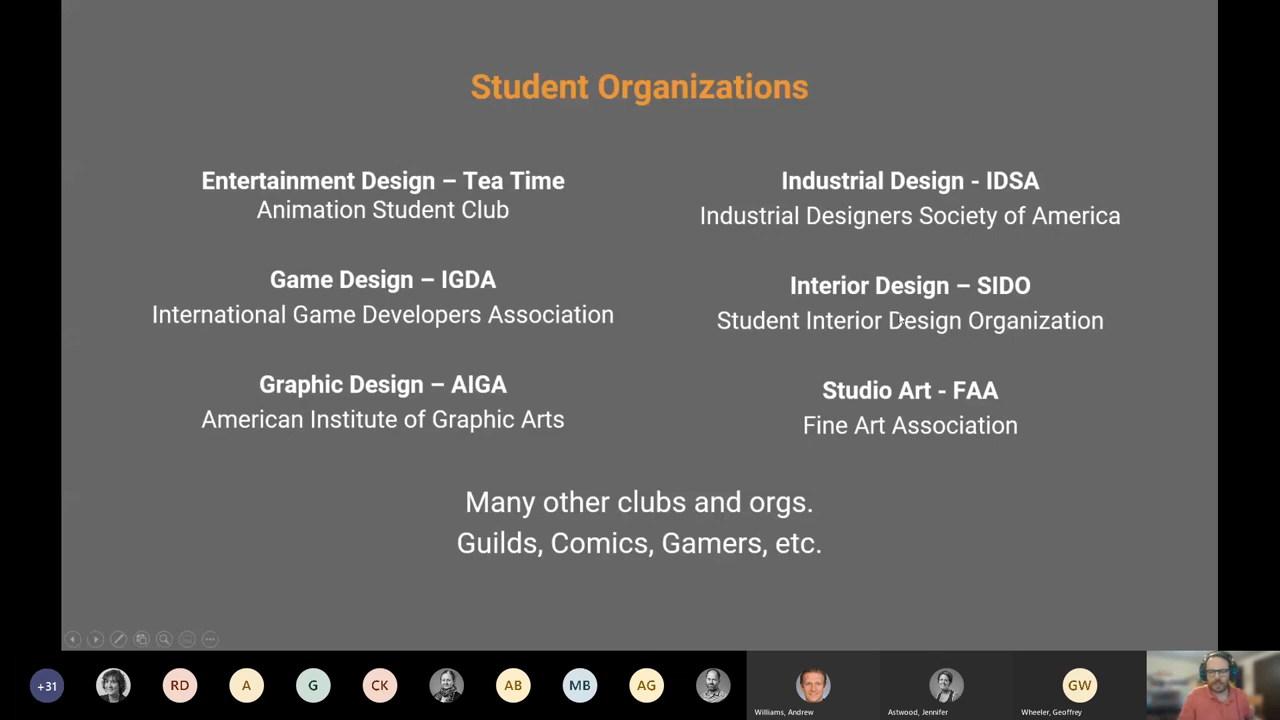 Student Organizations
Entertainment Design – Tea Time
Animation Student Club
Game Design – IGDA
International Game Developers Association
Graphic Design – AIGA
American Institute of Graphic Arts
Industrial Design - IDSA
Industrial Designers Society of America
Interior Design – SIDO
Student Interior Design Organization
Studio Art - FAA
Fine Art Association
Many other clubs and orgs.
Guilds, Comics, Gamers, etc.
+31
RD
A
G
CK
AB
MB
AG
GW
Williams, Andrew
Astwood, Jennifer
Wheeler, Geoffrey